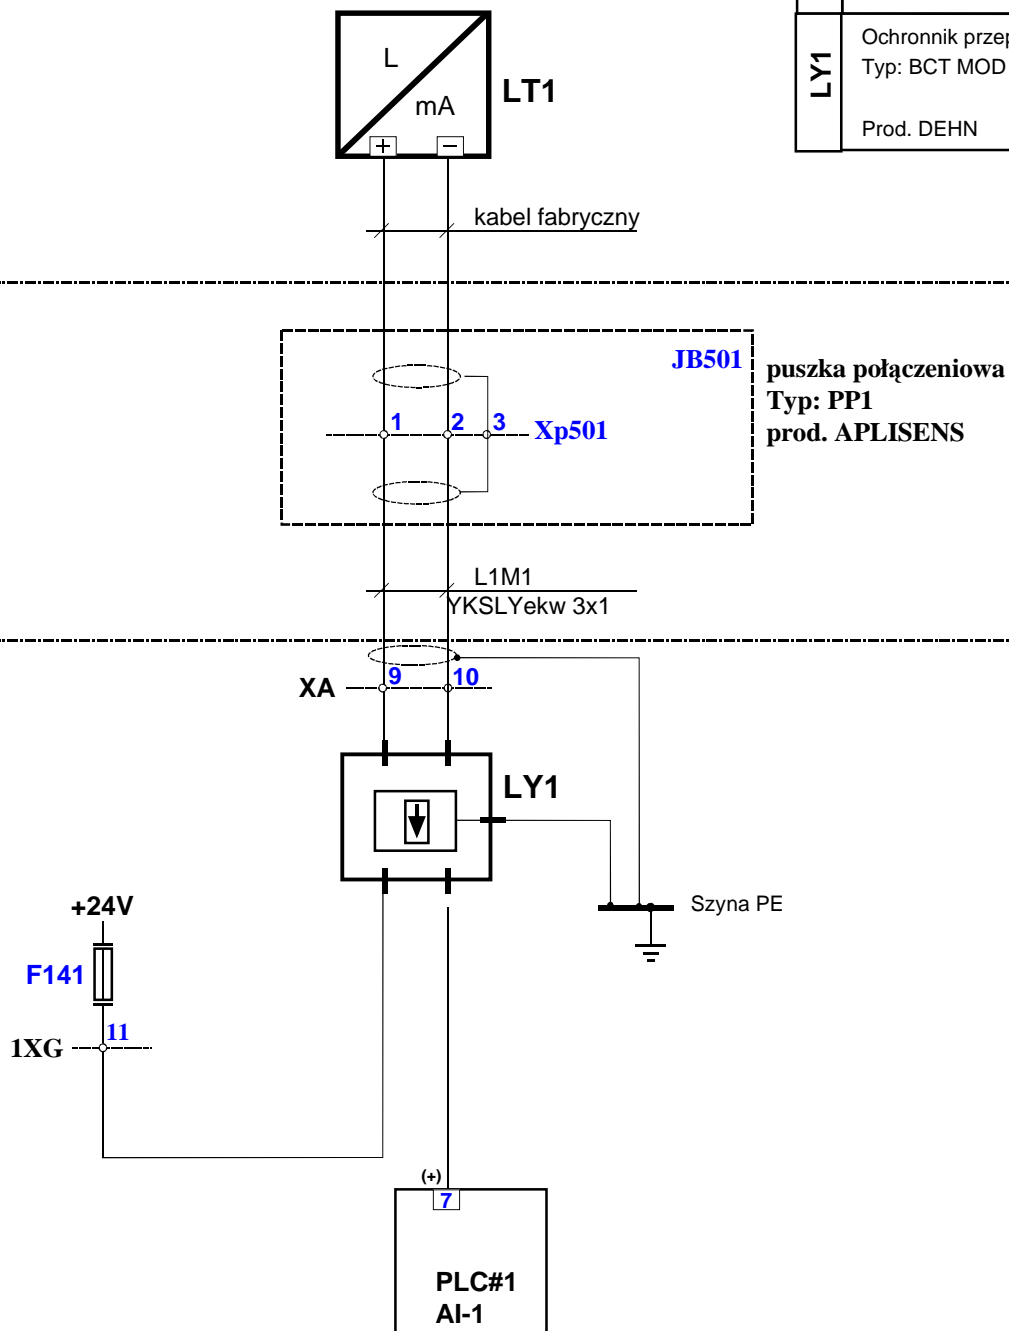 L
mA
+
−
LT1
LY1
Ochronnik przep
Typ: BCT MOD
Prod. DEHN
kabel fabryczny
JB501
puszka połączeniowa
Typ: PP1
prod. APLISENS
1
2
3
Xp501
L1M1
YKSLYekw 3x1
XA
9
10
LY1
+24V
Szyna PE
F141
11
1XG
(+)
7
PLC#1
AI-1